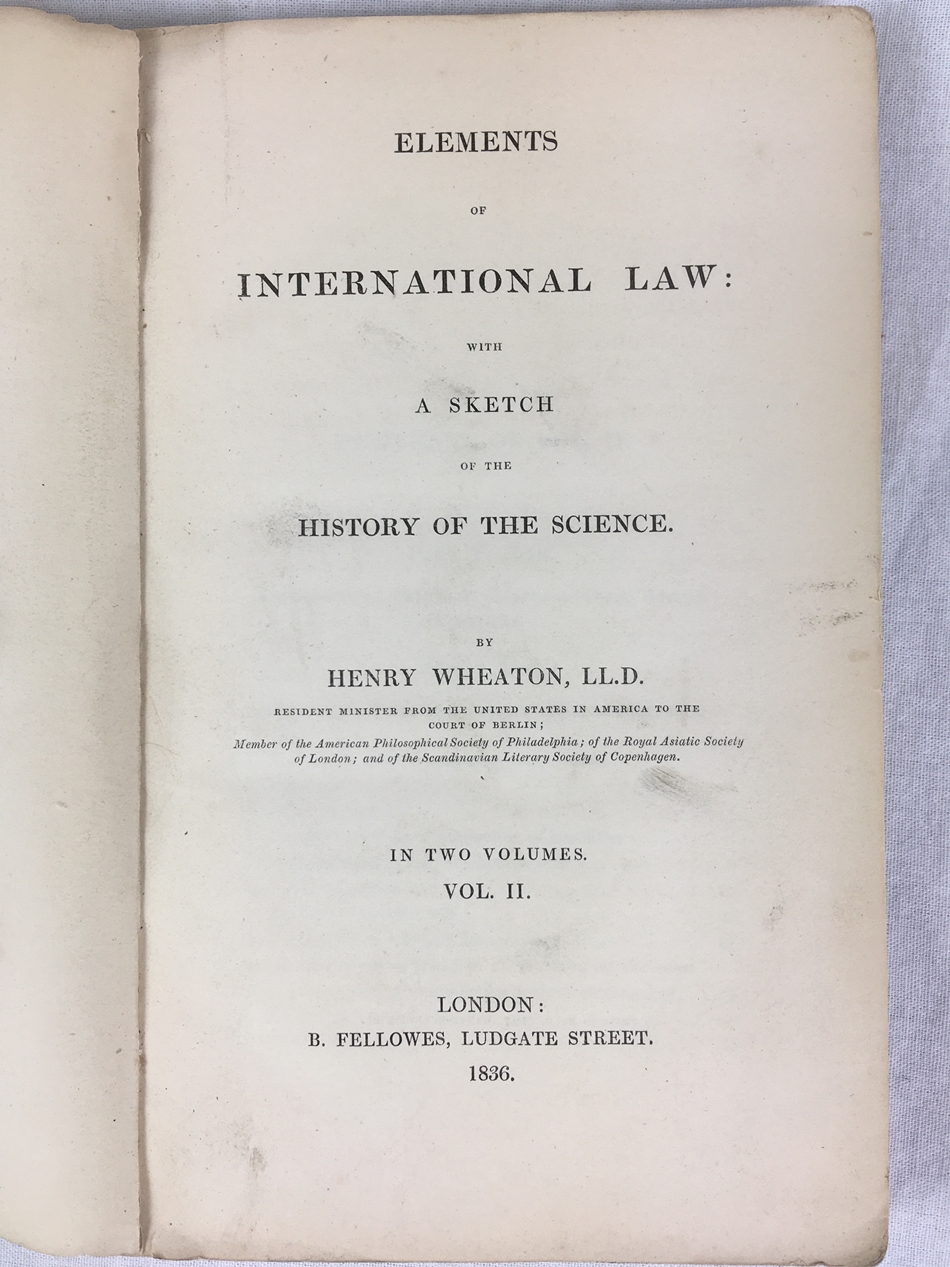 ELEMENTS
OF
INTERNATIONAL LAW:
WITH
A SKETCH
OF THE
HISTORY OF THE SCIENCE.
BY
HENRY WHEATON, LL.D.
RESIDENT MINISTER FROM THE UNITED STATES IN AMERICA TO THE
COURT OF BERLIN;
Member of the American Philosophical Society of Philadelphia; of the Royal Asiatic Society
of London; and of the Scandinavian Literary Society of Copenhagen.
IN TWO VOLUMES.
VOL. II.
LONDON:
B. FELLOWES, LUDGATE STREET.
1836.